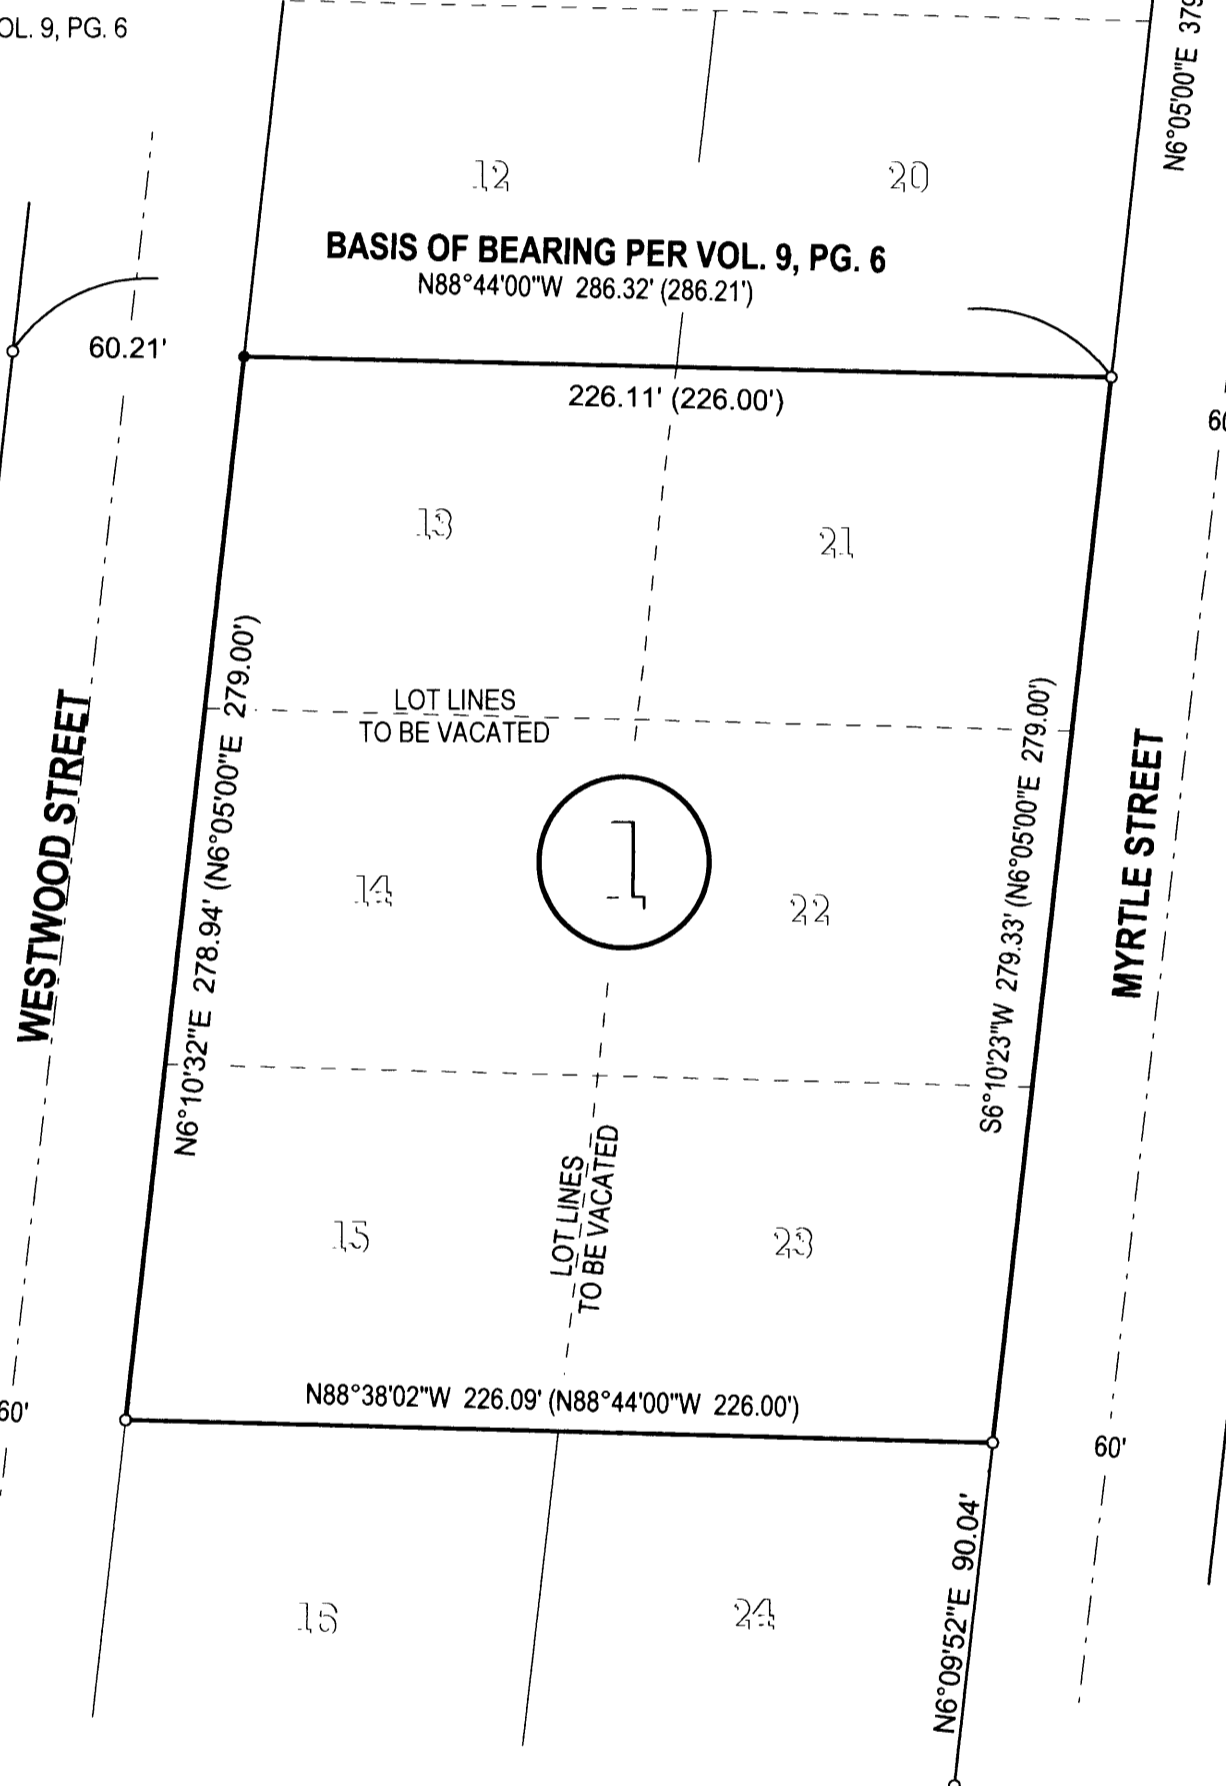 OL. 9, PG. 6
N6°05'00"E 379
12
20
BASIS OF BEARING PER VOL. 9, PG. 6
N88°44'00"W 286.32' (286.21')
60.21'
226.11' (226.00')
60
13
21
LOT LINES
TO BE VACATED
N6°10'32"E 278.94' (N6°05'00"E 279.00')
S6°10'23"W 279.33' (N6°05'00"E 279.00')
WESTWOOD STREET
MYRTLE STREET
1
14
22
15
23
LOT LINES
TO BE VACATED
N88°38'02"W 226.09' (N88°44'00"W 226.00')
60'
60'
N6°09'52"E 90.04'
16
24